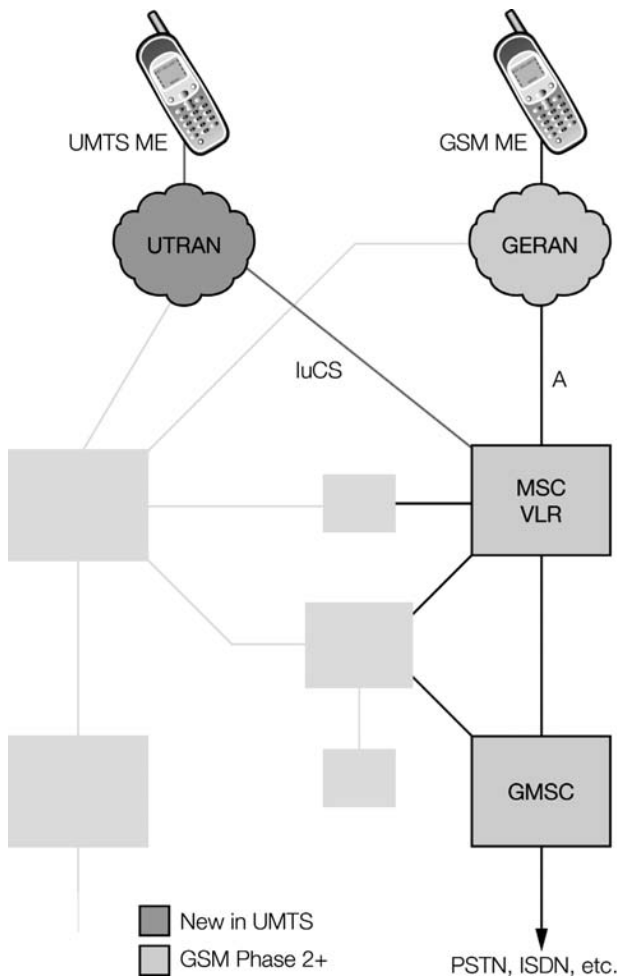 UMTS ME
GSM ME
UTRAN
GERAN
IuCS
A
MSC
VLR
GMSC
New in UMTS
GSM Phase 2+
PSTN, ISDN, etc.